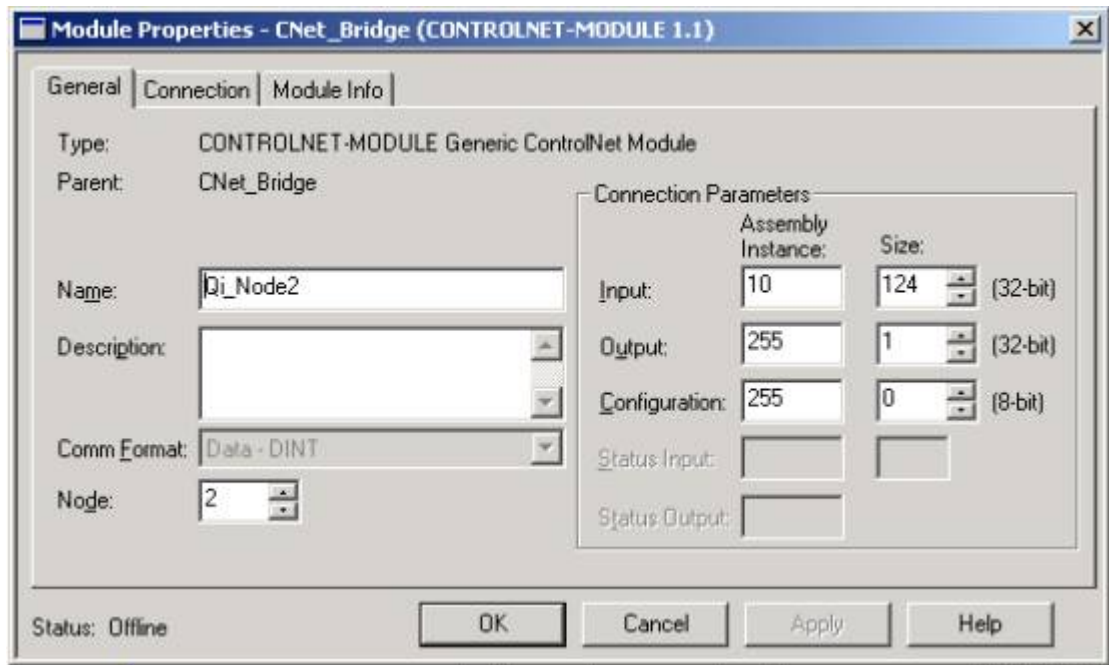 Module Properties - CNet_Bridge (CONTROLNET-MODULE 1.1)
General Connection Module Info
Type: CONTROLNET-MODULE Generic ControlNet Module
Parent: CNet_Bridge
Connection Parameters
Assembly
Instance: Size:
Name: Qi_Node2
Input: 10 124 (32-bit)
Description:
Output: 255 1 (32-bit)
Configuration: 255 0 (8-bit)
Comm Format: Data - DINT
Status Input:
Node: 2
Status Output:
Status: Offline
OK Cancel Apply Help